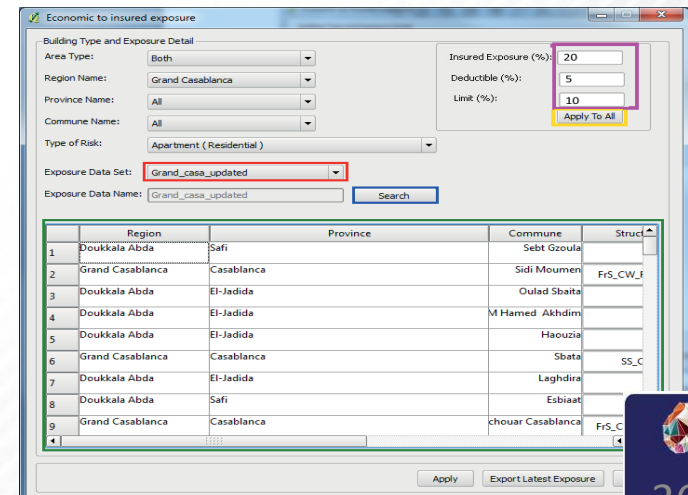 Economic to insured exposure
Building Type and Exposure Detail
Area Type: Both
Region Name: Grand Casablanca
Province Name: All
Commune Name: All
Type of Risk: Apartment ( Residential )
Insured Exposure (%): 20
Deductible (%): 5
Limit (%): 10
Apply To All
Exposure Data Set: Grand_casa_updated
Exposure Data Name: Grand_casa_updated Search
Region Province Commune Struct
1 Doukkala Abda Safi Sebt Gzoula
2 Grand Casablanca Casablanca Sidi Moumen FrS_CW_F
3 Doukkala Abda El-Jadida Oulad Sbaita
4 Doukkala Abda El-Jadida M Hamed Akhdim
5 Doukkala Abda El-Jadida Haouzia
6 Grand Casablanca Casablanca Sbata SS_C
7 Doukkala Abda El-Jadida Laghdira
8 Doukkala Abda Safi Esbiaat
9 Grand Casablanca Casablanca chouar Casablanca FrS_C
Apply Export Latest Exposure